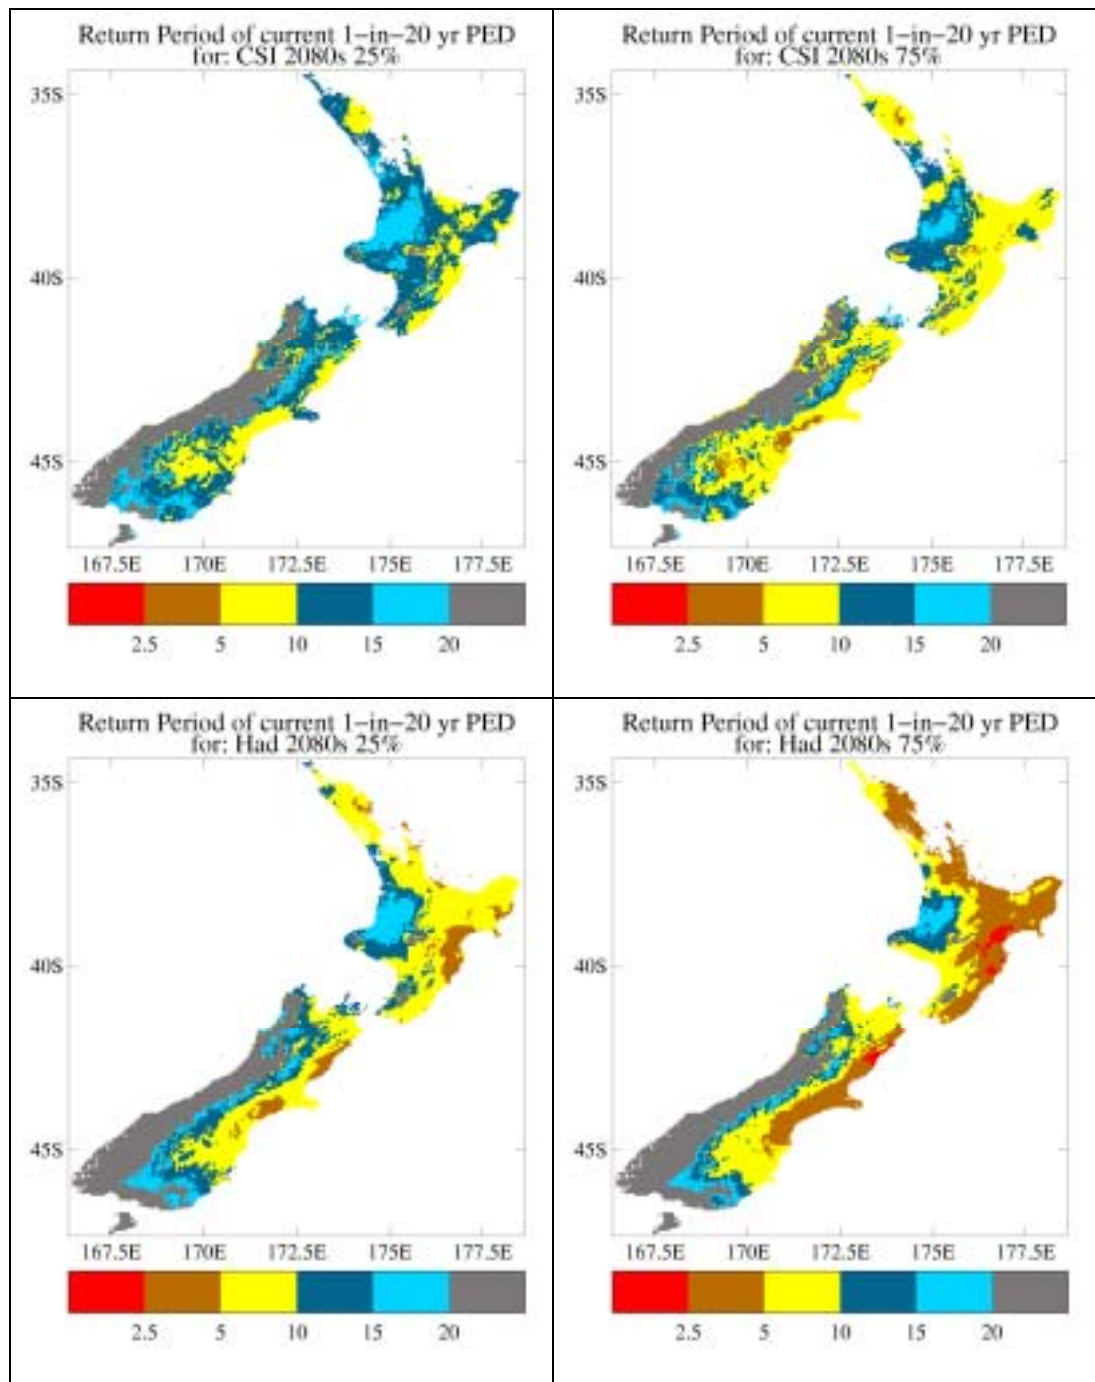 Return Period of current 1-in-20 yr PED
for: CSI 2080s 25%
35S
40S
45S
167.5E 170E 172.5E 175E 177.5E
2.5 5 10 15 20
Return Period of current 1-in-20 yr PED
for: CSI 2080s 75%
35S
40S
45S
167.5E 170E 172.5E 175E 177.5E
2.5 5 10 15 20
Return Period of current 1-in-20 yr PED
for: Had 2080s 25%
35S
40S
45S
167.5E 170E 172.5E 175E 177.5E
2.5 5 10 15 20
Return Period of current 1-in-20 yr PED
for: Had 2080s 75%
35S
40S
45S
167.5E 170E 172.5E 175E 177.5E
2.5 5 10 15 20